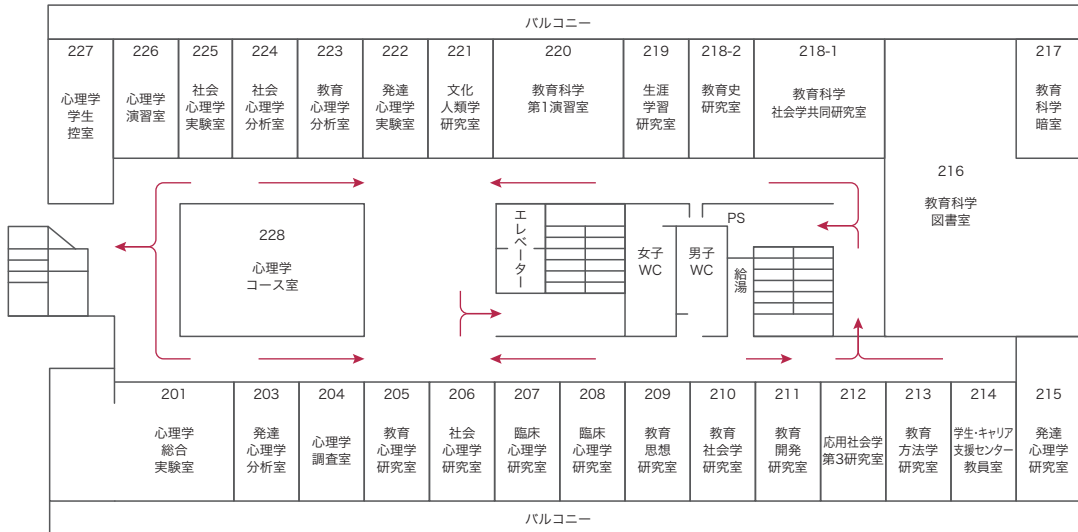 バルコニー
227
心理学
学生
控室
226
心理学
演習室
225
社会
心理学
実験室
224
社会
心理学
分析室
223
教育
心理学
分析室
222
発達
心理学
実験室
221
文化
人類学
研究室
220
教育科学
第1演習室
219
生涯
学習
研究室
218-2
教育史
研究室
218-1
教育科学
社会学共同研究室
217
教育
科学
暗室
216
教育科学
図書室
228
心理学
コース室
エレベーター
女子
WC
男子
WC
PS
給湯
201
心理学
総合
実験室
203
発達
心理学
分析室
204
心理学
調査室
205
教育
心理学
研究室
206
社会
心理学
研究室
207
臨床
心理学
研究室
208
臨床
心理学
研究室
209
教育
思想
研究室
210
教育
社会学
研究室
211
教育
開発
研究室
212
応用社会学
第3研究室
213
教育
方法学
研究室
214
学生・キャリア
支援センター
教員室
215
発達
心理学
研究室
バルコニー